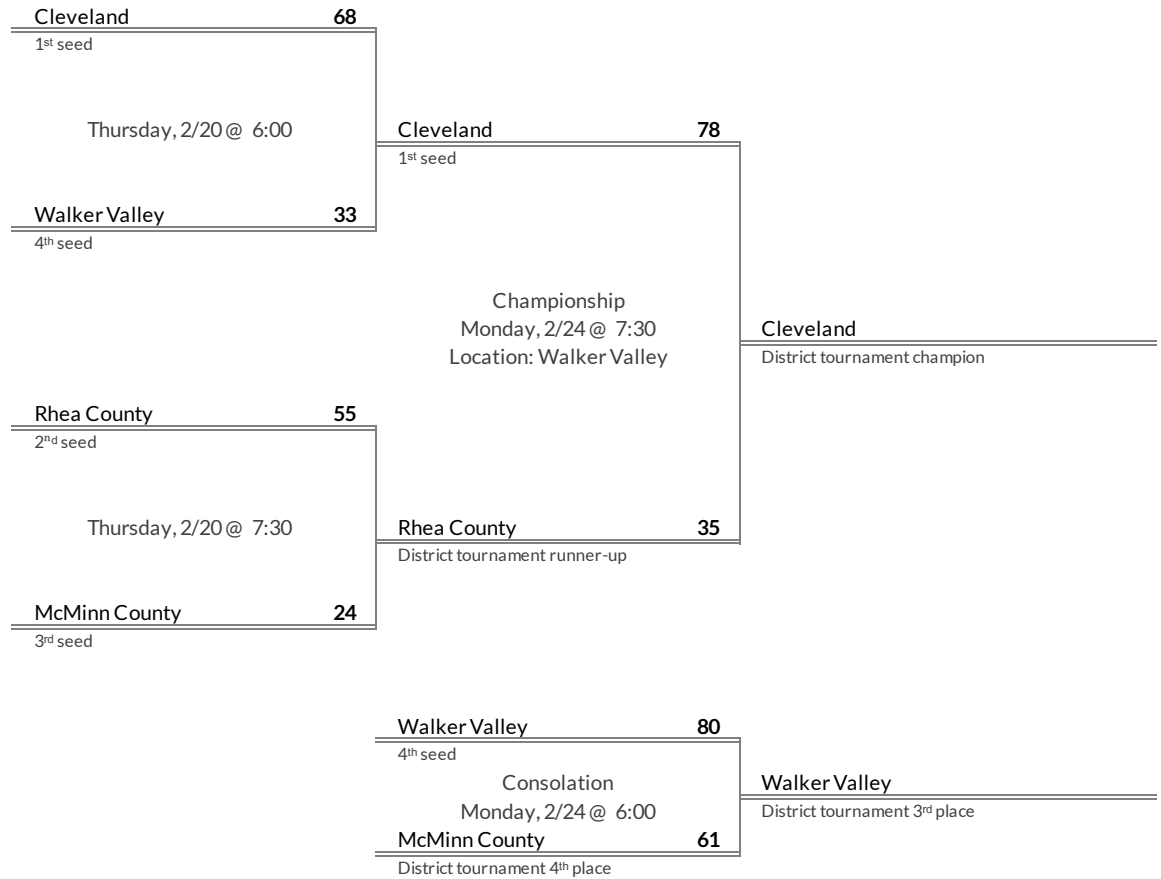 Cleveland 68
1st seed
Thursday, 2/20 @ 6:00
Cleveland 78
1st seed
Walker Valley 33
4th seed
Championship
Monday, 2/24 @ 7:30
Location: Walker Valley
Cleveland
District tournament champion
Rhea County 55
2nd seed
Thursday, 2/20 @ 7:30
Rhea County 35
District tournament runner-up
McMinn County 24
3rd seed
Walker Valley 80
4th seed
Consolation
Monday, 2/24 @ 6:00
Walker Valley
District tournament 3rd place
McMinn County 61
District tournament 4th place